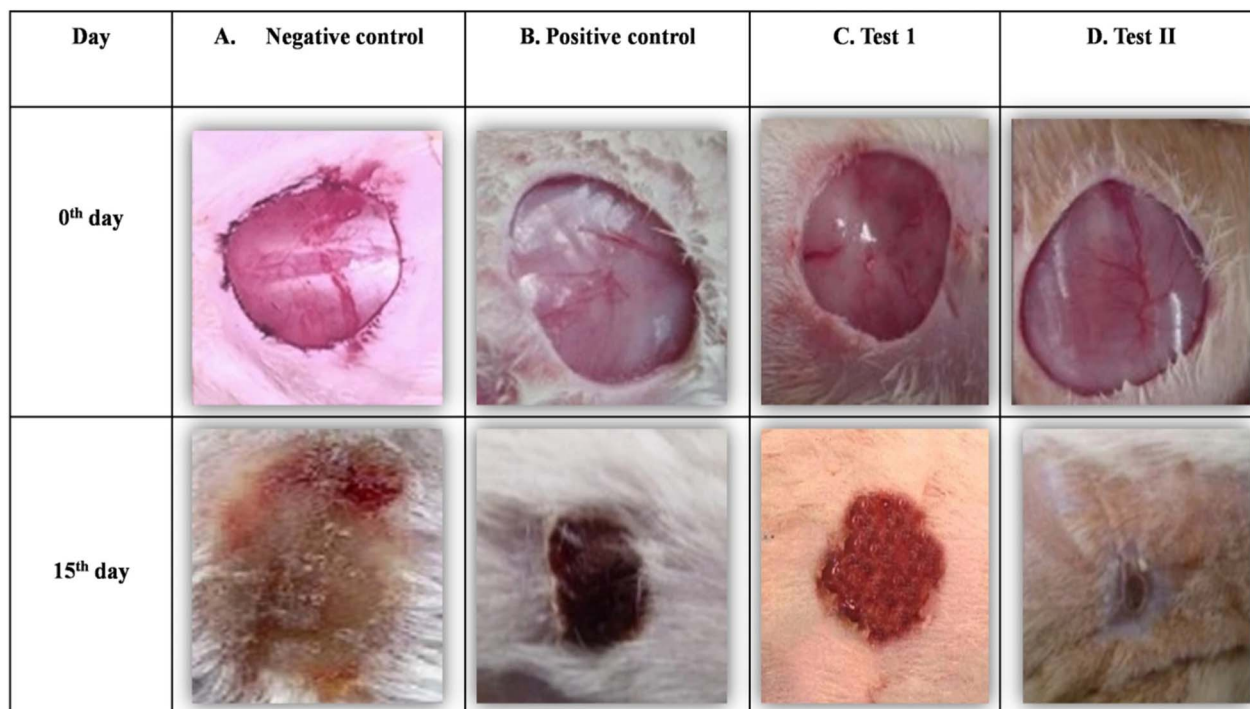 Day
A. Negative control
B. Positive control
C. Test 1
D. Test II
0th day
15th day